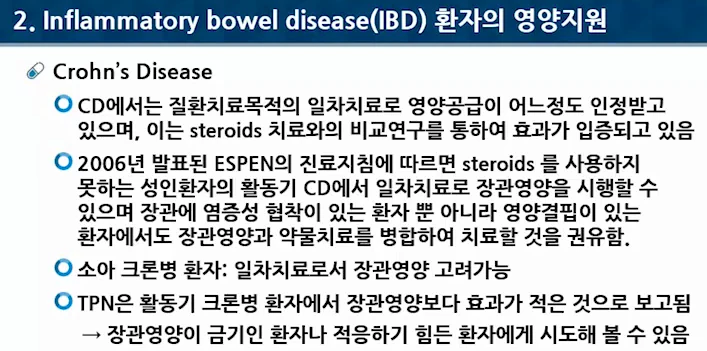 2. Inflammatory bowel disease(IBD) 환자의 영양지원
Crohn's Disease
CD에서는 질환치료목적의 일차치료로 영양공급이 어느정도 인정받고
있으며, 이는 steroids 치료와의 비교연구를 통하여 효과가 입증되고 있음
2006년 발표된 ESPEN의 진료지침에 따르면 steroids 를 사용하지
못하는 성인환자의 활동기 CD에서 일차치료로 장관영양을 시행할 수
있으며 장관에 염증성 협착이 있는 환자 뿐 아니라 영양결핍이 있는
환자에서도 장관영양과 약물치료를 병합하여 치료할 것을 권유함.
소아 크론병 환자: 일차치료로서 장관영양 고려가능
TPN은 활동기 크론병 환자에서 장관영양보다 효과가 적은 것으로 보고됨
→ 장관영양이 금기인 환자나 적응하기 힘든 환자에게 시도해 볼 수 있음